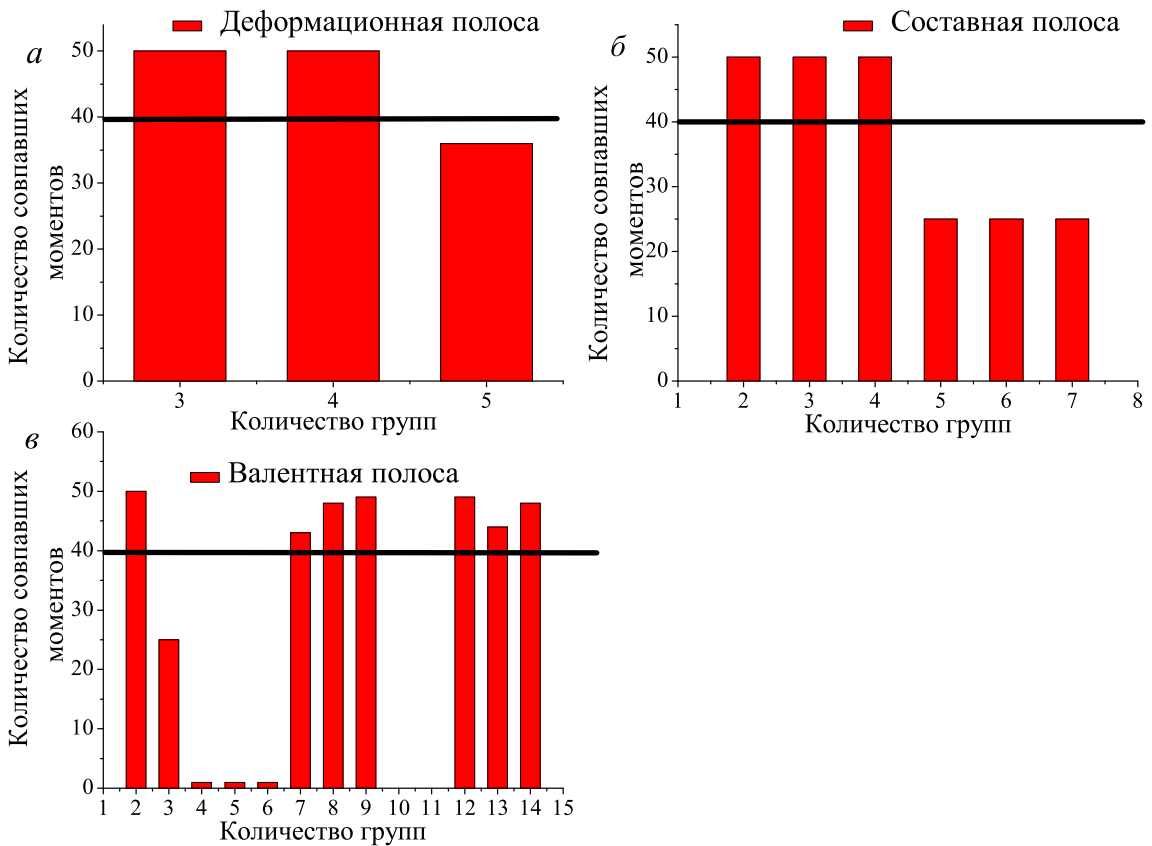 а
Деформационная полоса
Количество совпавших
моментов
50
40
30
20
10
0
3 4 5
Количество групп
б
Составная полоса
Количество совпавших
моментов
50
40
30
20
10
0
1 2 3 4 5 6 7 8
Количество групп
в
Валентная полоса
Количество совпавших
моментов
60
50
40
30
20
10
0
1 2 3 4 5 6 7 8 9 10 11 12 13 14 15
Количество групп